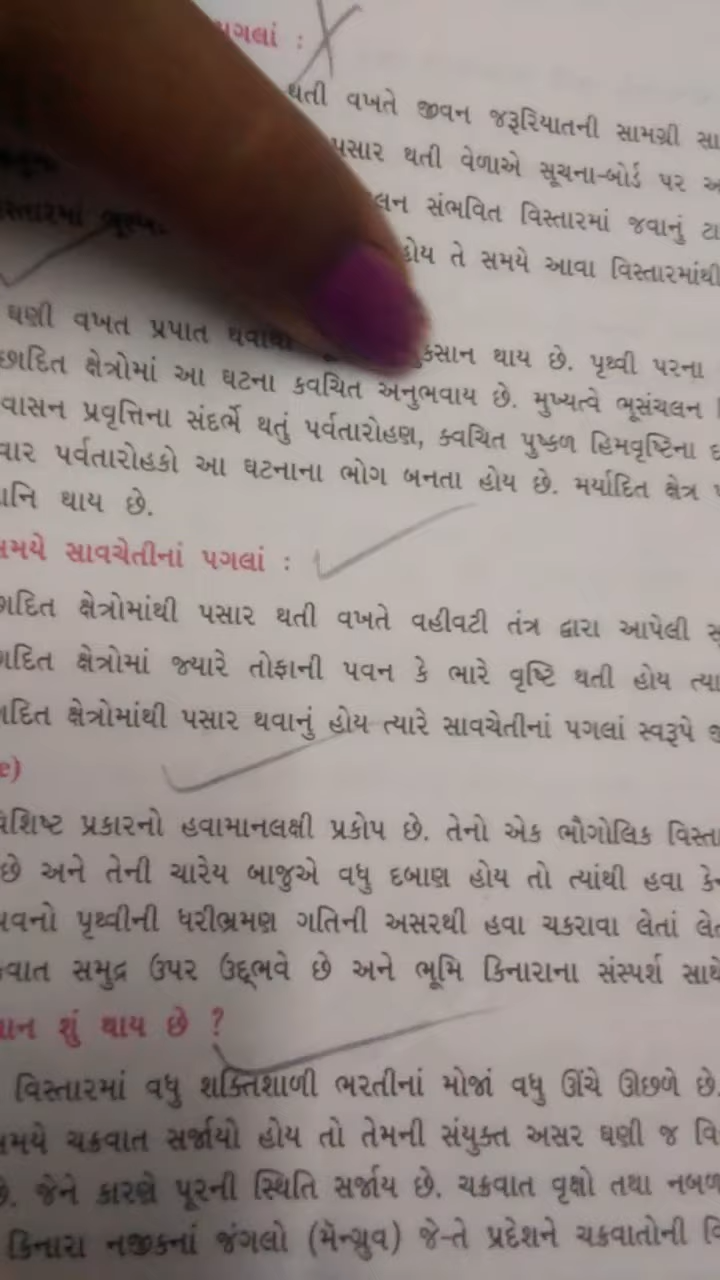 પગલાં :
થતી વખતે જીવન જરૂરિયાતની સામગ્રી સા
પસાર થતી વેળાએ સૂચના-બોર્ડ પર
સંભવિત વિસ્તારમાં જવાનું ટા
હોય તે સમયે આવા વિસ્તારમાંથી
ઘણી વખત પ્રપાત થવાથી કસાન થાય છે. પૃથ્વી પરના
છાદિત ક્ષેત્રોમાં આ ઘટના ક્વચિત અનુભવાય છે. મુખ્યત્વે ભૂસંચલન
વાસન પ્રવૃત્તિના સંદર્ભે થતું પર્વતારોહણ, ક્વચિત પુષ્કળ હિમવૃષ્ટિના
વાર પર્વતારોહકો આ ઘટનાના ભોગ બનતા હોય છે. મર્યાદિત ક્ષેત્ર
ાનિ થાય છે.
સમયે સાવચેતીનાં પગલાં :
ાદિત ક્ષેત્રોમાંથી પસાર થતી વખતે વહીવટી તંત્ર દ્વારા આપેલી સૂ
ાદિત ક્ષેત્રોમાં જ્યારે તોફાની પવન કે ભારે વૃષ્ટિ થતી હોય ત્યા
ાદિત ક્ષેત્રોમાંથી પસાર થવાનું હોય ત્યારે સાવચેતીનાં પગલાં સ્વરૂપે
e)
વિશિષ્ટ પ્રકારનો હવામાનલક્ષી પ્રકોપ છે. તેનો એક ભૌગોલિક વિસ્તા
છે અને તેની ચારેય બાજુએ વધુ દબાણ હોય તો ત્યાંથી હવા કેન
પવનો પૃથ્વીની ધરીભ્રમણ ગતિની અસરથી હવા ચકરાવા લેતાં લેત
વાત સમુદ્ર ઉપર ઉદ્ભવે છે અને ભૂમિ કિનારાના સંસ્પર્શ સાથે
ાન શું થાય છે ?
વિસ્તારમાં વધુ શક્તિશાળી ભરતીનાં મોજાં વધુ ઊંચે ઊછળે છે.
સમયે ચક્રવાત સર્જાયો હોય તો તેમની સંયુક્ત અસર ઘણી જ વિ
છે. જેને કારણે પૂરની સ્થિતિ સર્જાય છે. ચક્રવાત વૃક્ષો તથા નબળ
કિનારા નજીકનાં જંગલો (મૅન્ગ્રુવ) જે-તે પ્રદેશને ચક્રવાતોની વિ